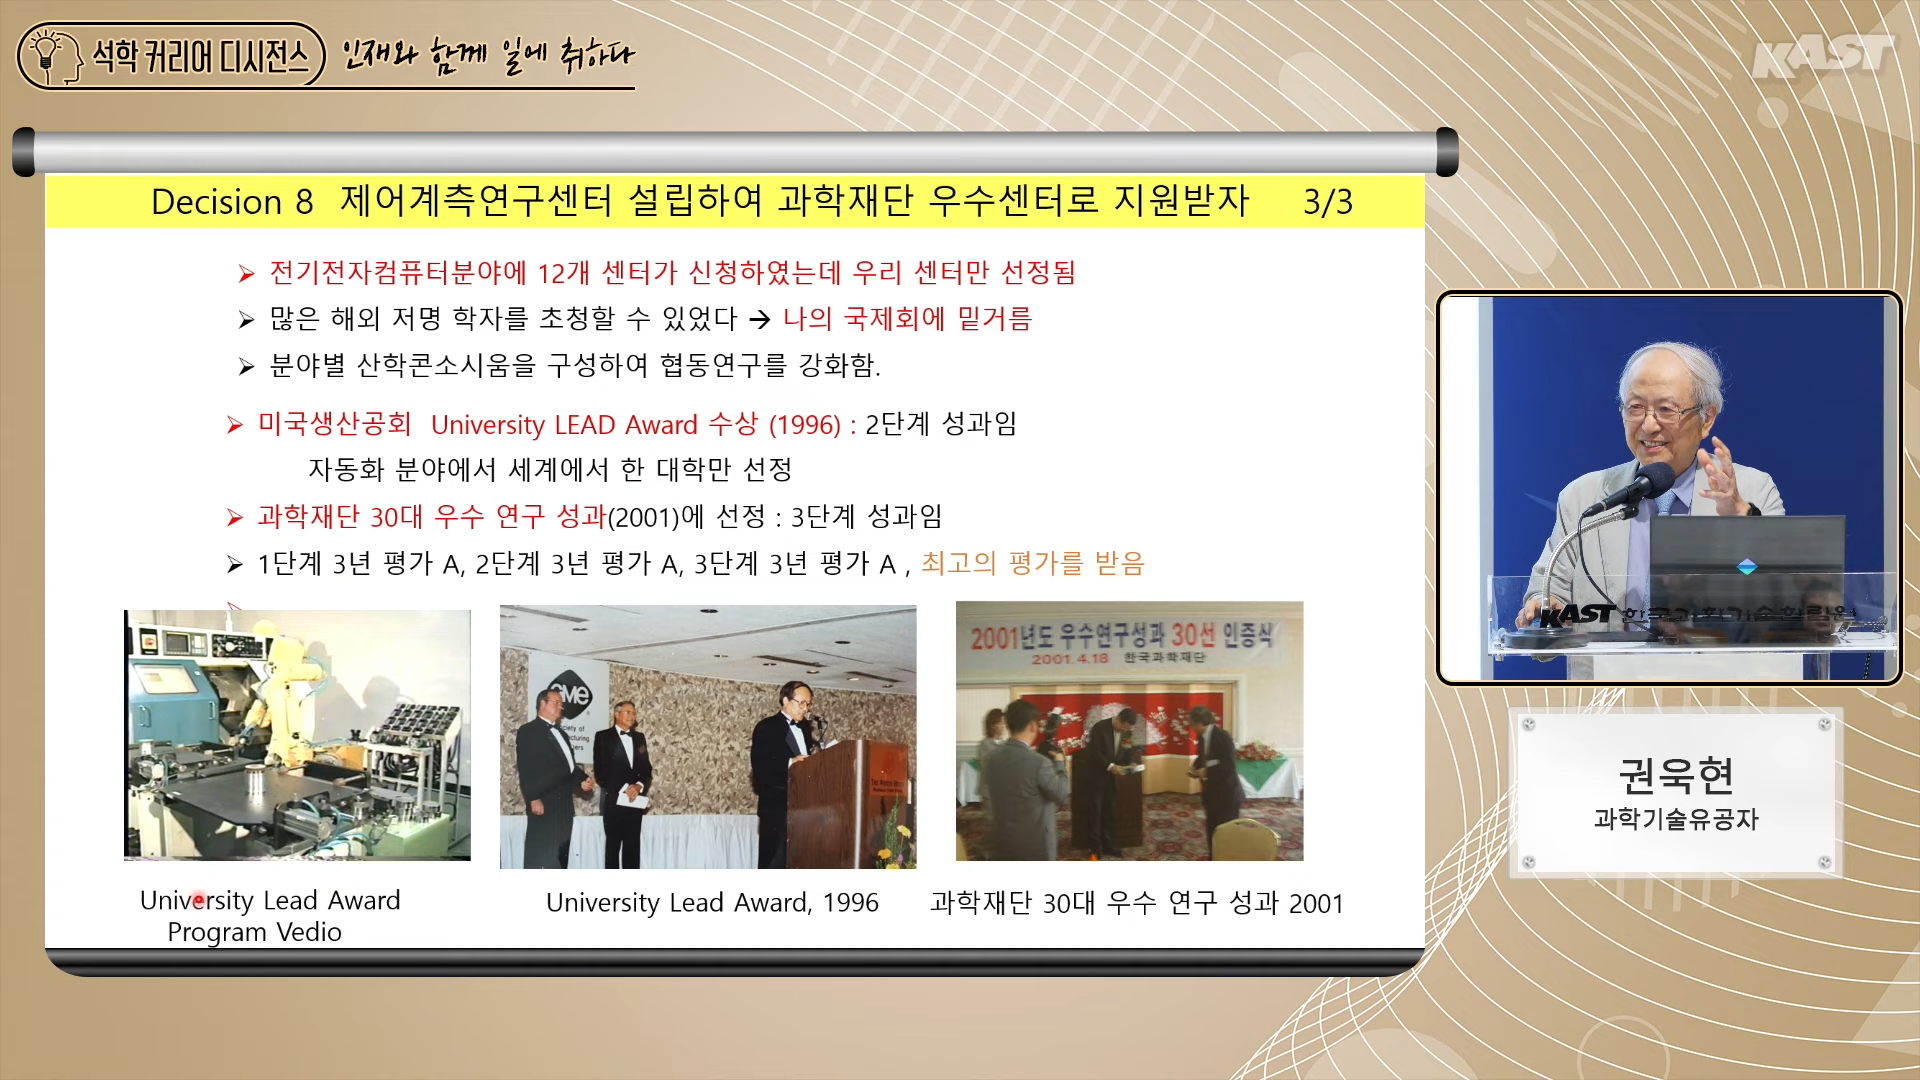 석학 커리어 디시전스 인재와 함께 일에 취하다
KAST
Decision 8 제어계측연구센터 설립하여 과학재단 우수센터로 지원받자 3/3
➢ 전기전자컴퓨터분야에 12개 센터가 신청하였는데 우리 센터만 선정됨
➢ 많은 해외 저명 학자를 초청할 수 있었다 → 나의 국제회에 밑거름
➢ 분야별 산학콘소시움을 구성하여 협동연구를 강화함.
➢ 미국생산공회 University LEAD Award 수상 (1996) : 2단계 성과임
자동화 분야에서 세계에서 한 대학만 선정
➢ 과학재단 30대 우수 연구 성과(2001)에 선정 : 3단계 성과임
➢ 1단계 3년 평가 A, 2단계 3년 평가 A, 3단계 3년 평가 A , 최고의 평가를 받음
sme
2001년도 우수연구성과 30선 인증식
2001.4.18 한국과학재단
University Lead Award
Program Vedio
University Lead Award, 1996
과학재단 30대 우수 연구 성과 2001
KAST 한국과학기술한림원
권욱현
과학기술유공자